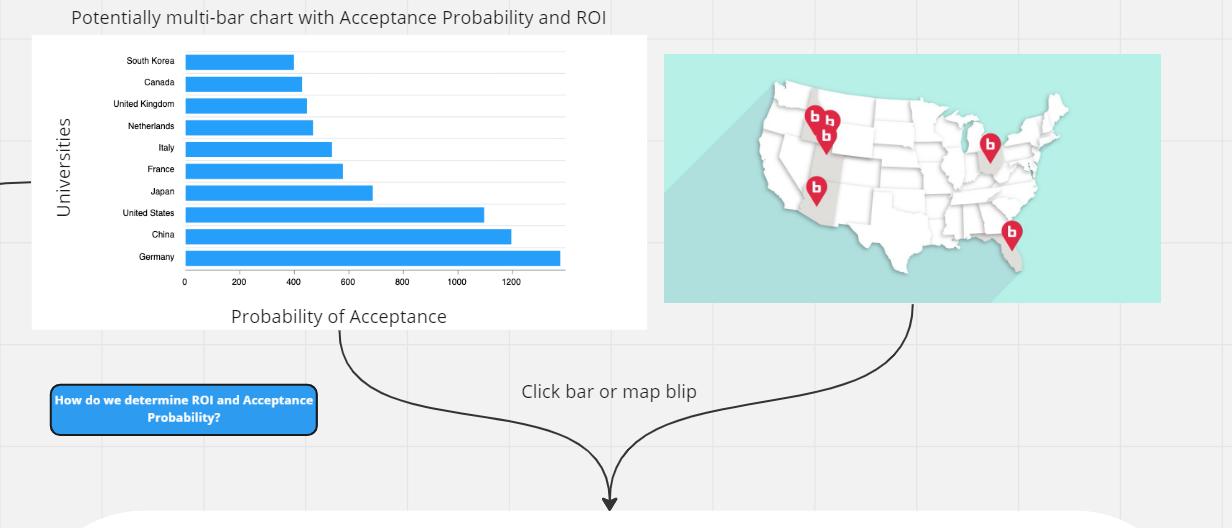 Potentially multi-bar chart with Acceptance Probability and ROI
Universities
South Korea
Canada
United Kingdom
Netherlands
Italy
France
Japan
United States
China
Germany
0 200 400 600 800 1000 1200
Probability of Acceptance
b
b
b
b
b
b
Click bar or map blip
How do we determine ROI and Acceptance
Probability?